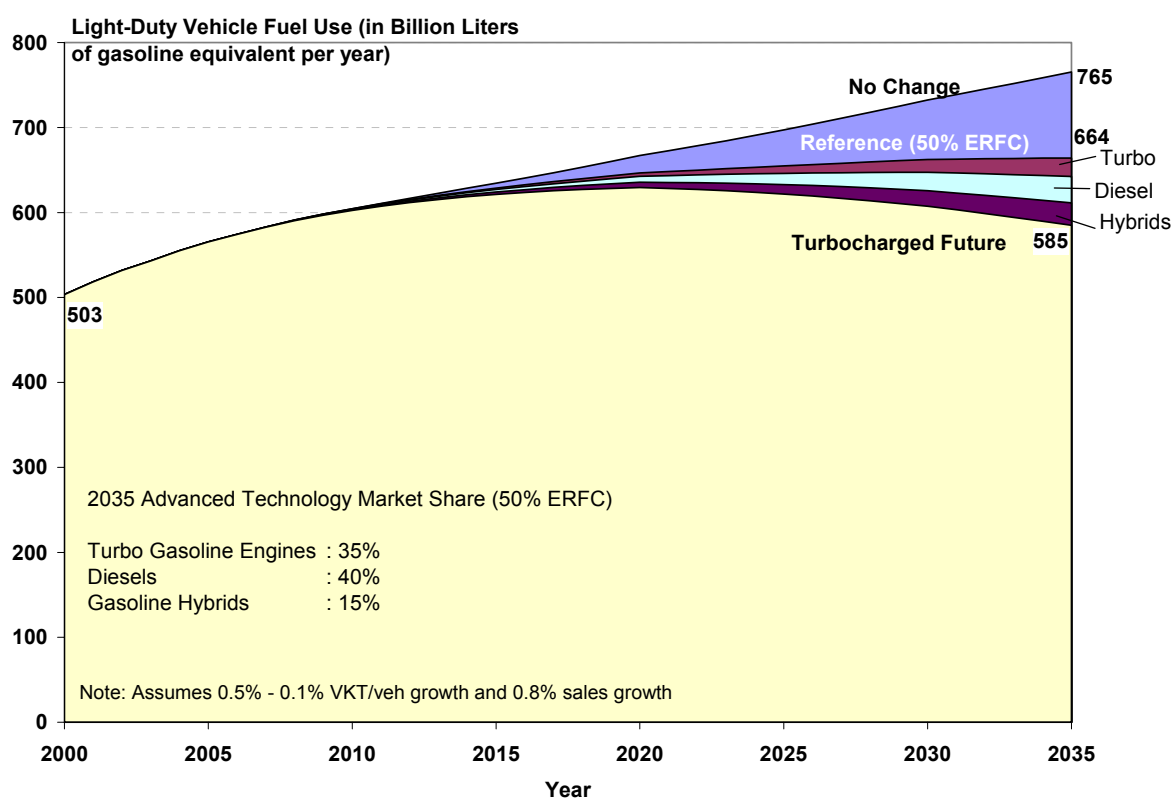 Light-Duty Vehicle Fuel Use (in Billion Liters
of gasoline equivalent per year)
800
700
600
500
400
300
200
100
0
No Change
765
Reference (50% ERFC)
664
Turbo
Diesel
Hybrids
Turbocharged Future
585
503
2035 Advanced Technology Market Share (50% ERFC)
Turbo Gasoline Engines : 35%
Diesels : 40%
Gasoline Hybrids : 15%
Note: Assumes 0.5% - 0.1% VKT/veh growth and 0.8% sales growth
2000 2005 2010 2015 2020 2025 2030 2035
Year